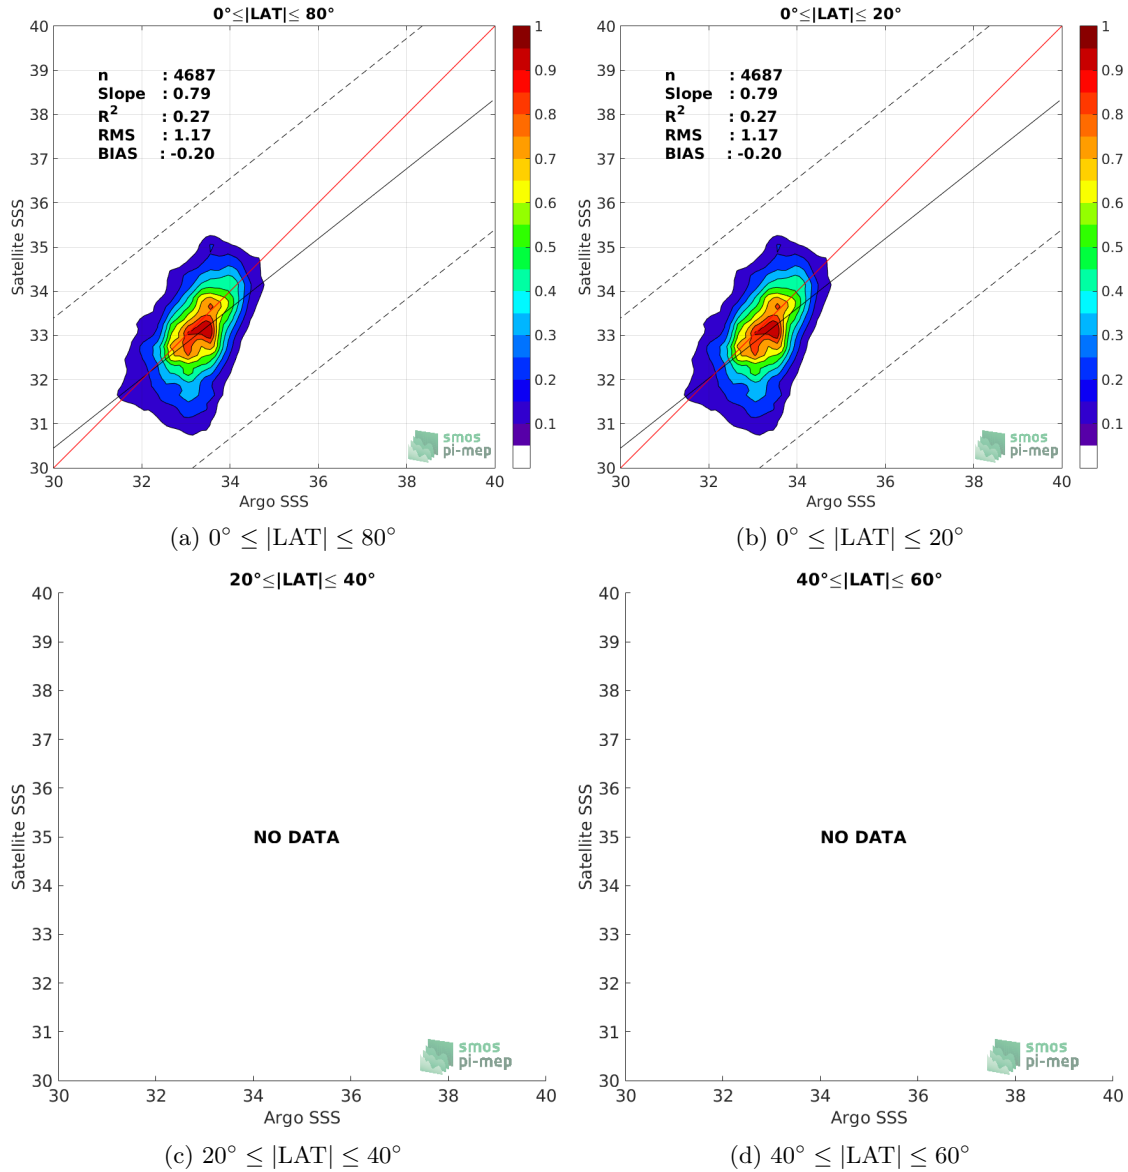 0°≤|LAT|≤ 80°
40
39
38
37
36
35
34
33
32
31
30
Satellite SSS
n : 4687
Slope : 0.79
R² : 0.27
RMS : 1.17
BIAS : -0.20
smos
pi-mep
30 32 34 36 38 40
Argo SSS
1
0.9
0.8
0.7
0.6
0.5
0.4
0.3
0.2
0.1
(a) 0° ≤ |LAT| ≤ 80°
0°≤|LAT|≤ 20°
40
39
38
37
36
35
34
33
32
31
30
Satellite SSS
n : 4687
Slope : 0.79
R² : 0.27
RMS : 1.17
BIAS : -0.20
smos
pi-mep
30 32 34 36 38 40
Argo SSS
1
0.9
0.8
0.7
0.6
0.5
0.4
0.3
0.2
0.1
(b) 0° ≤ |LAT| ≤ 20°
20°≤|LAT|≤ 40°
40
39
38
37
36
35
34
33
32
31
30
Satellite SSS
NO DATA
smos
pi-mep
30 32 34 36 38 40
Argo SSS
(c) 20° ≤ |LAT| ≤ 40°
40°≤|LAT|≤ 60°
40
39
38
37
36
35
34
33
32
31
30
Satellite SSS
NO DATA
smos
pi-mep
30 32 34 36 38 40
Argo SSS
(d) 40° ≤ |LAT| ≤ 60°